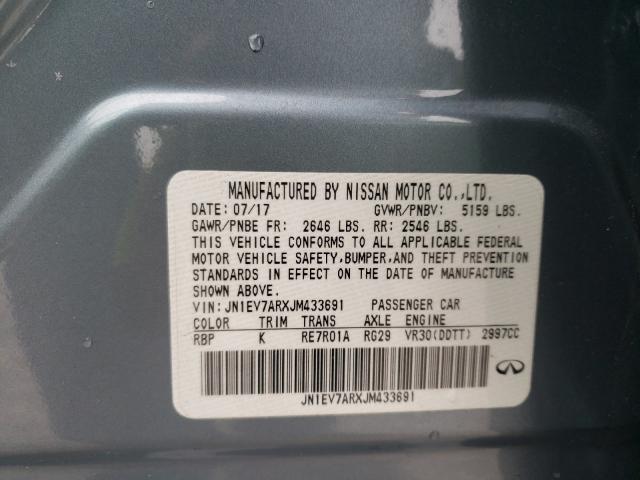 MANUFACTURED BY NISSAN MOTOR CO.,LTD.
DATE: 07/17 GVWR/PNBV: 5159 LBS.
GAWR/PNBE FR: 2646 LBS. RR: 2546 LBS.
THIS VEHICLE CONFORMS TO ALL APPLICABLE FEDERAL
MOTOR VEHICLE SAFETY,BUMPER,AND THEFT PREVENTION
STANDARDS IN EFFECT ON THE DATE OF MANUFACTURE
SHOWN ABOVE.
VIN: JN1EV7ARXJM433691 PASSENGER CAR
COLOR TRIM TRANS AXLE ENGINE
RBP K RE7R01A RG29 VR30(DDTT) 2997CC
JN1EV7ARXJM433691